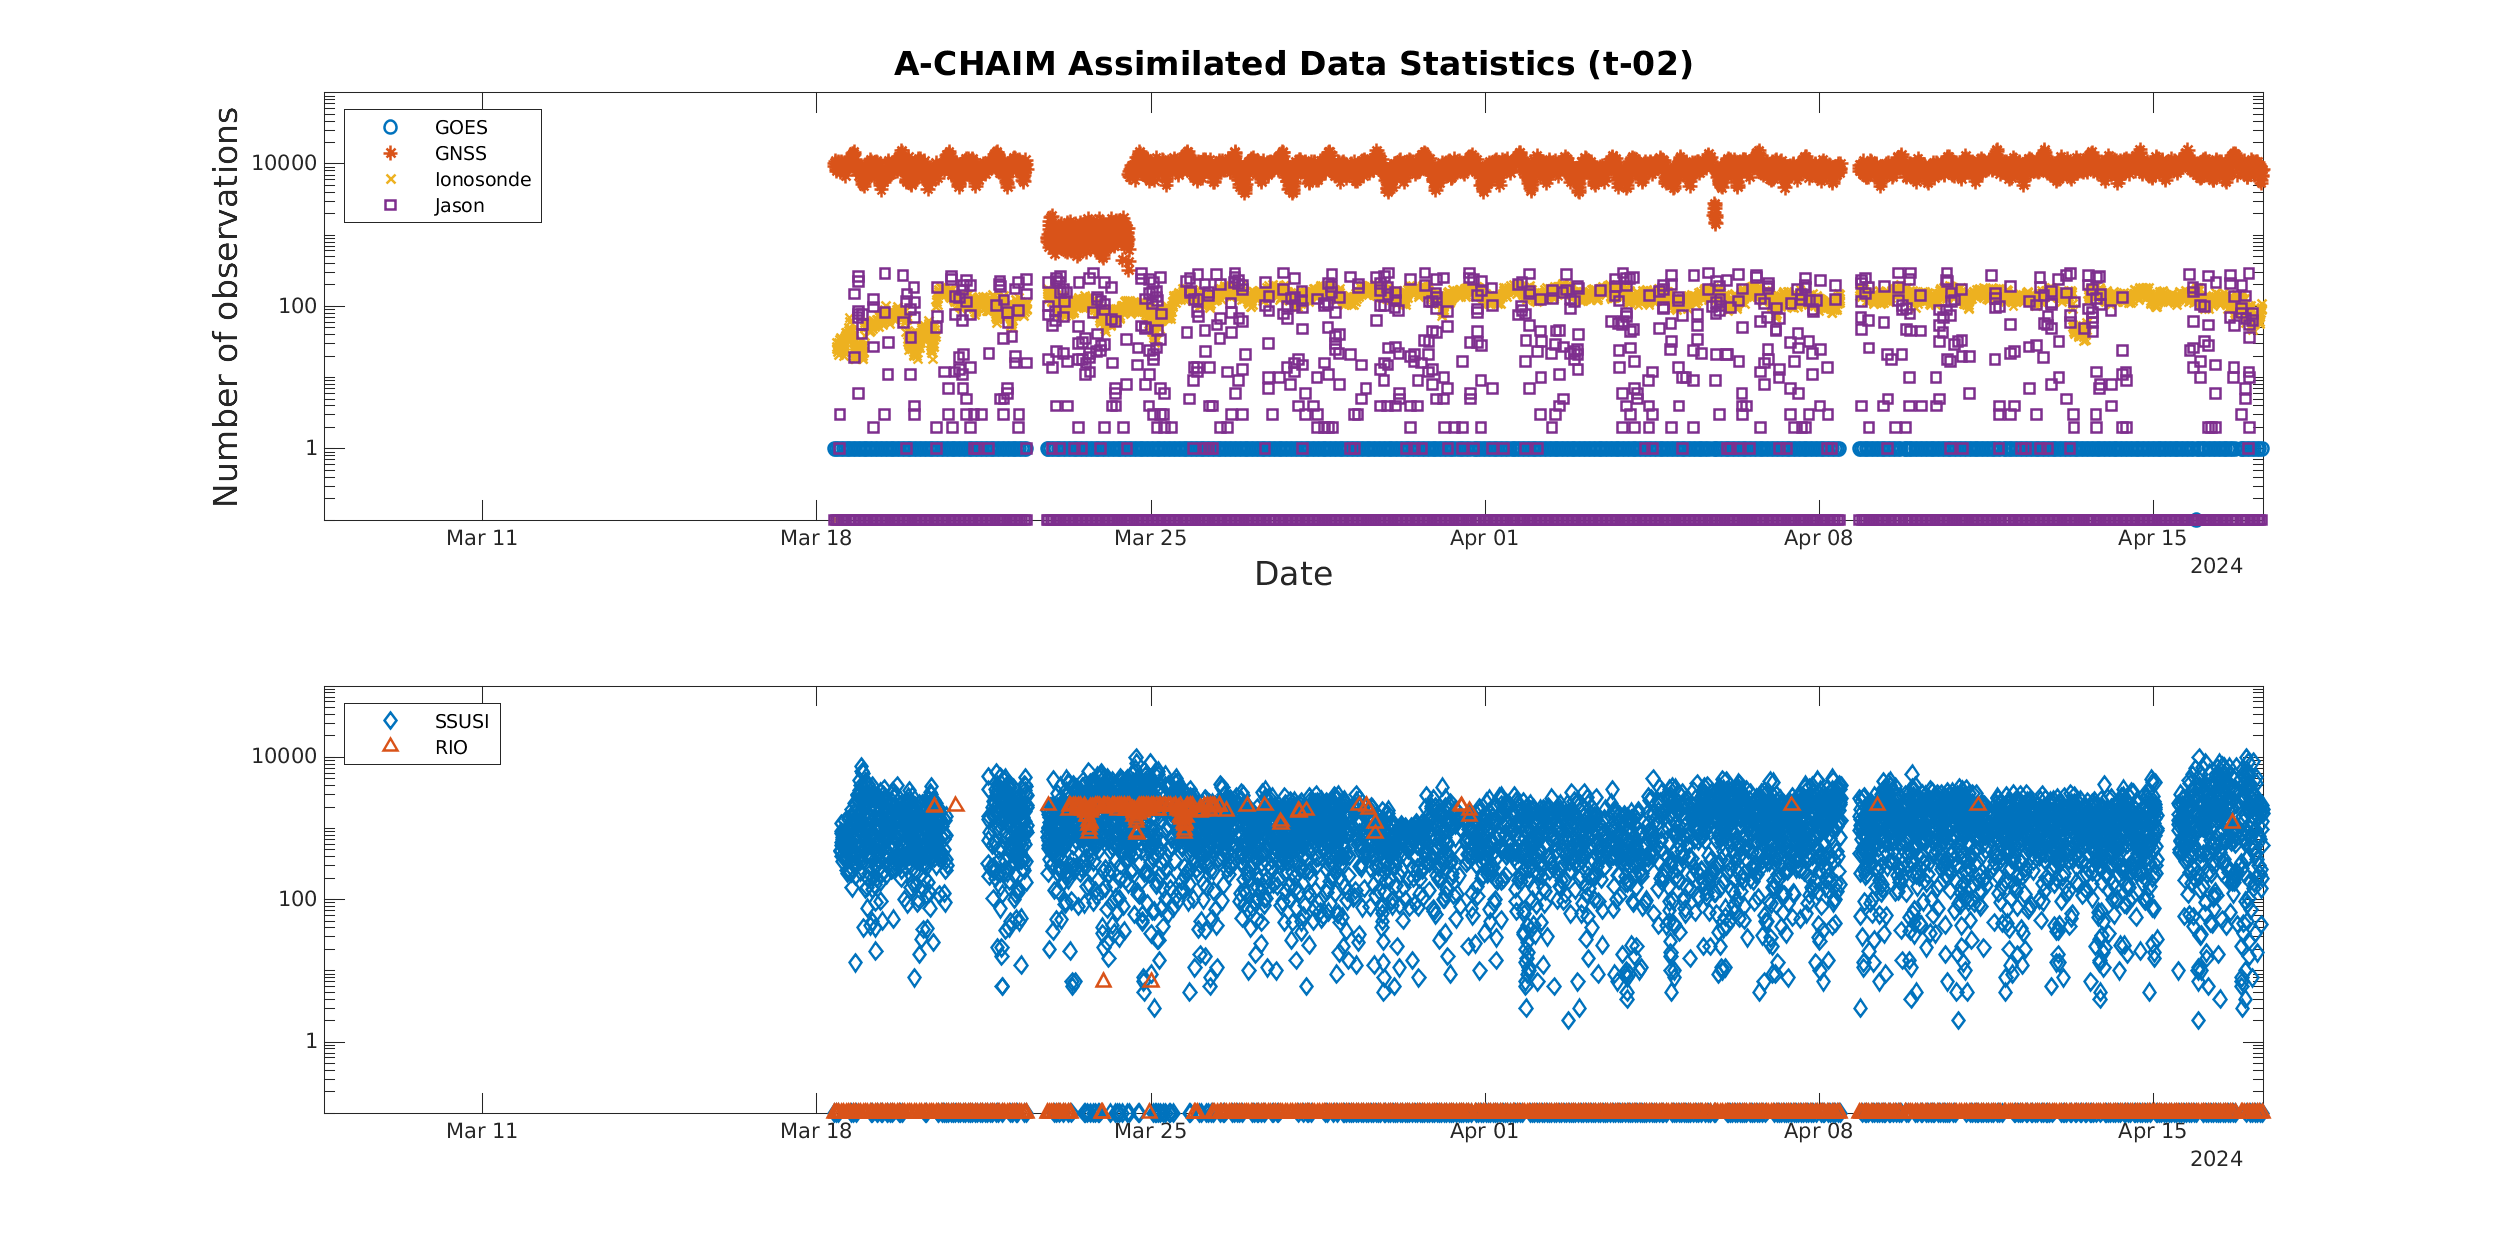 A-CHAIM Assimilated Data Statistics (t-02)
Number of observations
10000
100
1
GOES
GNSS
Ionosonde
Jason
Mar 11
Mar 18
Mar 25
Apr 01
Apr 08
Apr 15
2024
Date
10000
100
1
SSUSI
RIO
Mar 11
Mar 18
Mar 25
Apr 01
Apr 08
Apr 15
2024